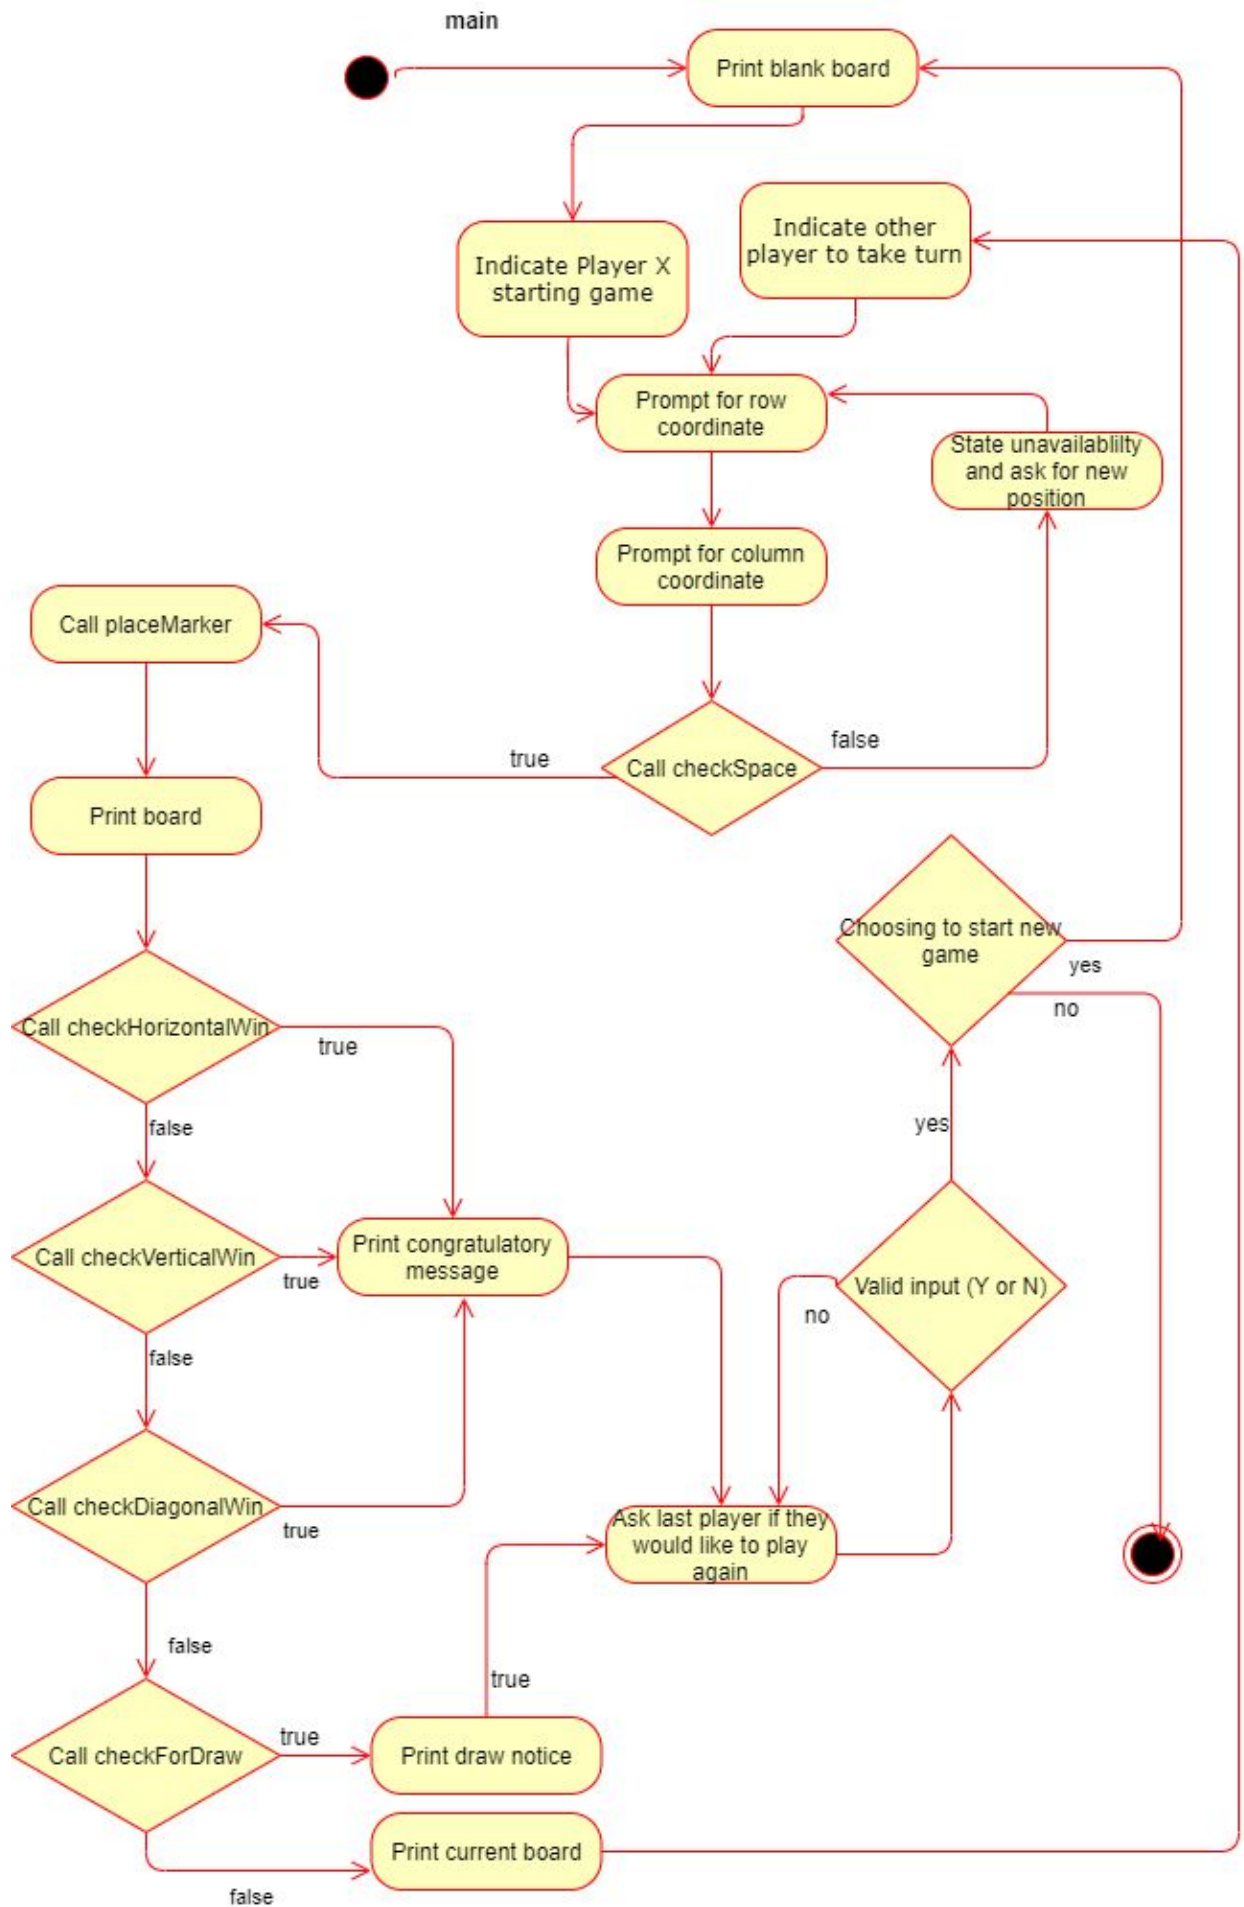 main
Print blank board
Indicate other
player to take turn
Indicate Player X
starting game
Prompt for row
coordinate
State unavailablilty
and ask for new
position
Prompt for column
coordinate
Call placeMarker
true
false
Call checkSpace
Print board
Choosing to start new
game
yes
no
Call checkHorizontalWin
true
false
yes
Call checkVerticalWin
true
Print congratulatory
message
Valid input (Y or N)
no
false
Call checkDiagonalWin
true
Ask last player if they
would like to play
again
false
true
Call checkForDraw
true
Print draw notice
Print current board
false